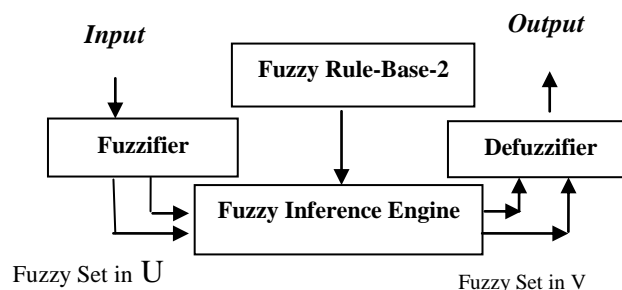 Input
Output
Fuzzy Rule-Base-2
Fuzzifier
Defuzzifier
Fuzzy Inference Engine
Fuzzy Set in U
Fuzzy Set in V